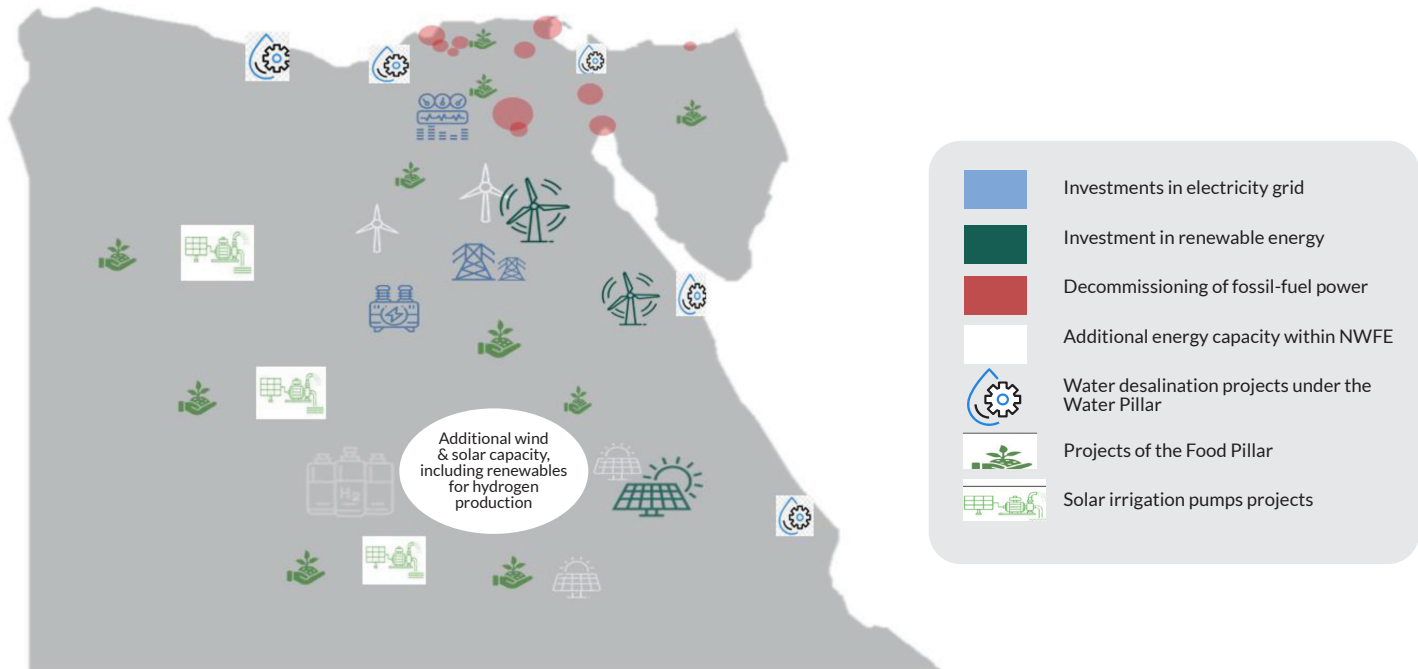 Additional wind
& solar capacity,
including renewables
for hydrogen
production
H2
Investments in electricity grid
Investment in renewable energy
Decommissioning of fossil-fuel power
Additional energy capacity within NWFE
Water desalination projects under the
Water Pillar
Projects of the Food Pillar
Solar irrigation pumps projects